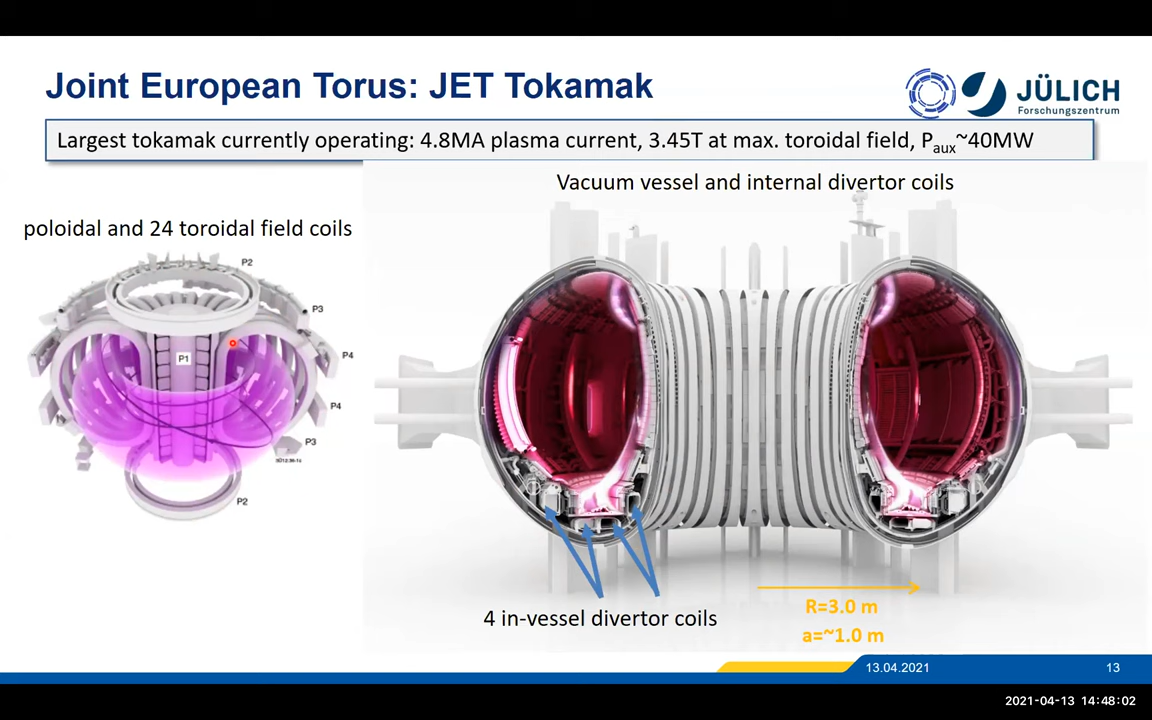 Joint European Torus: JET Tokamak
JÜLICH
Forschungszentrum
Largest tokamak currently operating: 4.8MA plasma current, 3.45T at max. toroidal field, Paux~40MW
Vacuum vessel and internal divertor coils
poloidal and 24 toroidal field coils
P2
P3
P1
P4
P4
P3
P2
4 in-vessel divertor coils
R=3.0 m
a=~1.0 m
13.04.2021
13
2021-04-13 14:48:02